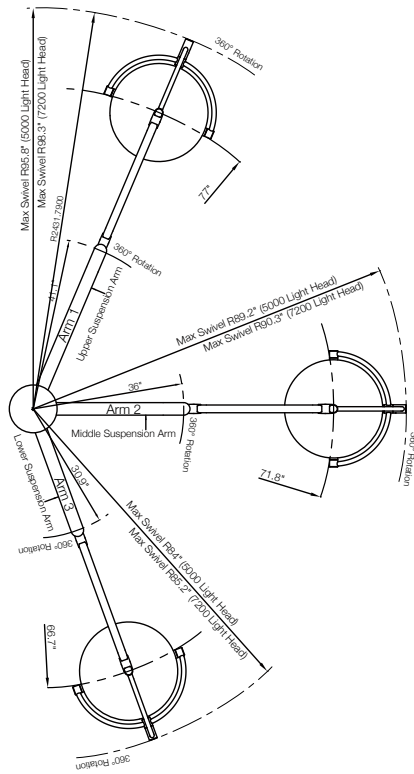 360° Rotation
Max Swivel R95.8" (5000 Light Head)
Max Swivel R98.3" (7200 Light Head)
R2431.7900
77"
41.1"
360° Rotation
Arm 1
Upper Suspension Arm
Max Swivel R89.2" (5000 Light Head)
Max Swivel R90.3" (7200 Light Head)
36"
Arm 2
Middle Suspension Arm
360° Rotation
360° Rotation
71.8"
Lower Suspension Arm
Arm 3
30.9"
360° Rotation
Max Swivel R84" (5000 Light Head)
Max Swivel R85.2" (7200 Light Head)
66.7"
360° Rotation